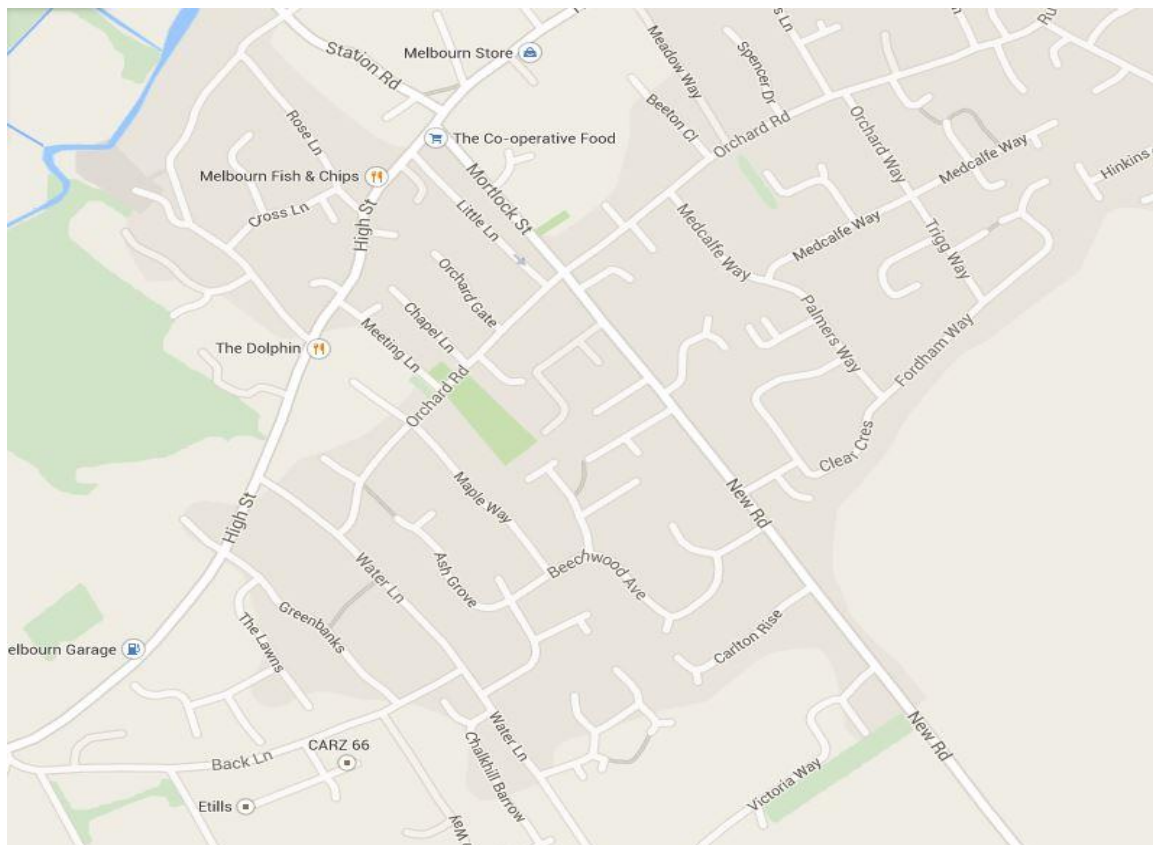 Melbourn Store
Station Rd
Meadow Way
Spencer Dr
s Ln
Ru
Beeton Cl
Orchard Rd
The Co-operative Food
Rose Ln
Melbourn Fish & Chips
Mortlock St
Orchard Way
Medcalfe Way
Hinkins
Cross Ln
High St
Little Ln
Medcalfe Way
Medcalfe Way
Trigg Way
Orchard Gate
Chapel Ln
Palmers Way
The Dolphin
Meeting Ln
Fordham Way
Orchard Rd
Clear Cres
High St
Maple Way
New Rd
Water Ln
Ash Grove
Beechwood Ave
Greenbanks
The Lawns
elbourn Garage
Carlton Rise
Water Ln
New Rd
CARZ 66
Back Ln
Chalkhill Barrow
Victoria Way
Etills
Way